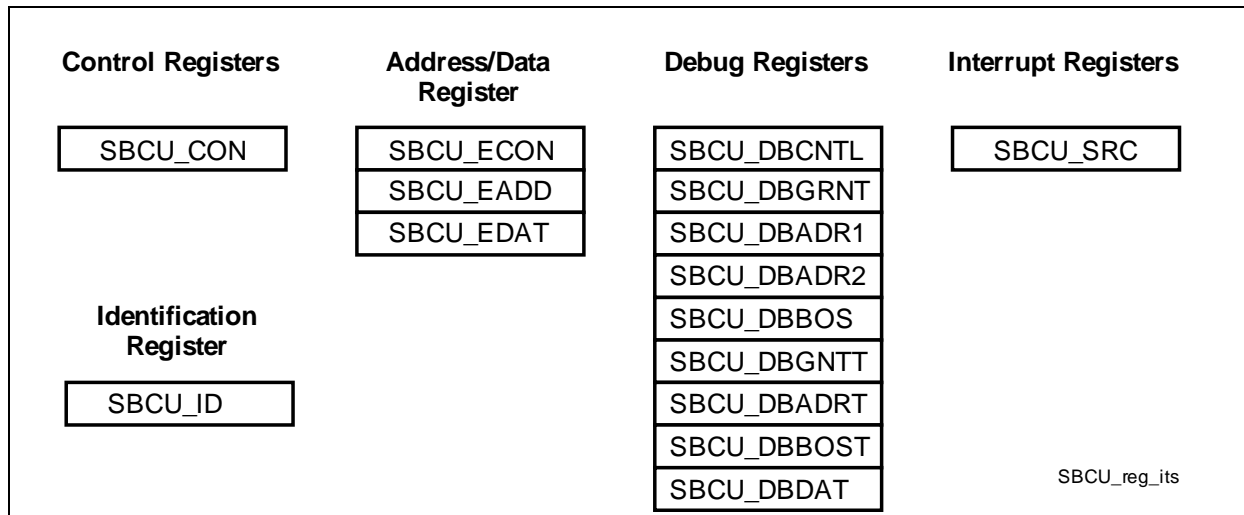 Control Registers
SBCU_CON
Identification
Register
SBCU_ID
Address/Data
Register
SBCU_ECON
SBCU_EADD
SBCU_EDAT
Debug Registers
SBCU_DBCNTL
SBCU_DBGRNT
SBCU_DBADR1
SBCU_DBADR2
SBCU_DBBOS
SBCU_DBGNTT
SBCU_DBADRT
SBCU_DBBOST
SBCU_DBDAT
Interrupt Registers
SBCU_SRC
SBCU_reg_its